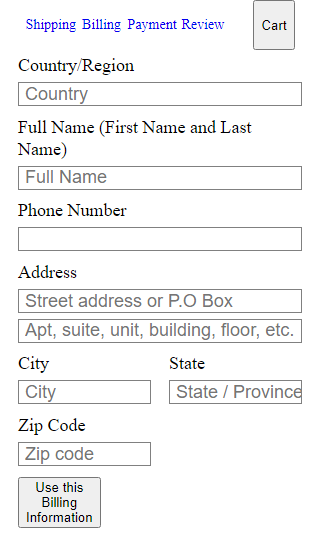 Shipping Billing Payment Review Cart
Country/Region
Country
Full Name (First Name and Last
Name)
Full Name
Phone Number
Address
Street address or P.O Box
Apt, suite, unit, building, floor, etc.
City State
City State / Province
Zip Code
Zip code
Use this
Billing
Information